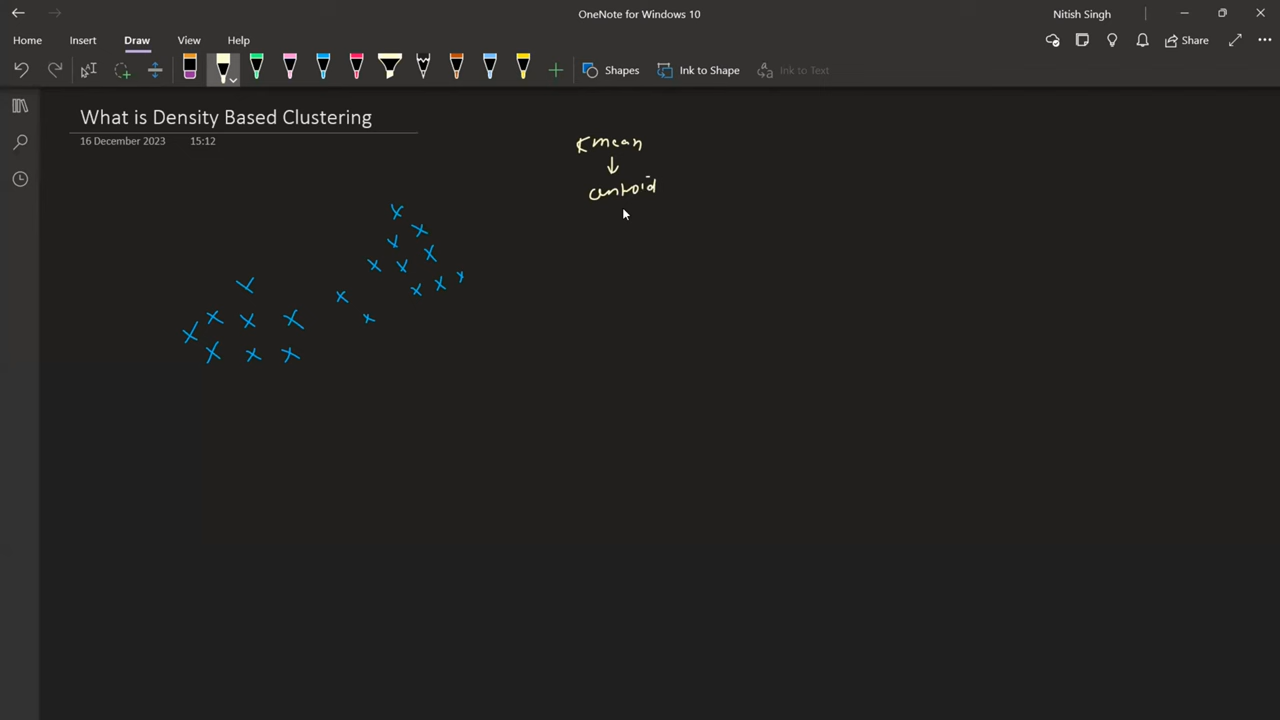 OneNote for Windows 10
Nitish Singh
Home Insert Draw View Help
Share
Shapes Ink to Shape Ink to Text
What is Density Based Clustering
16 December 2023 15:12
Kmean
centroid